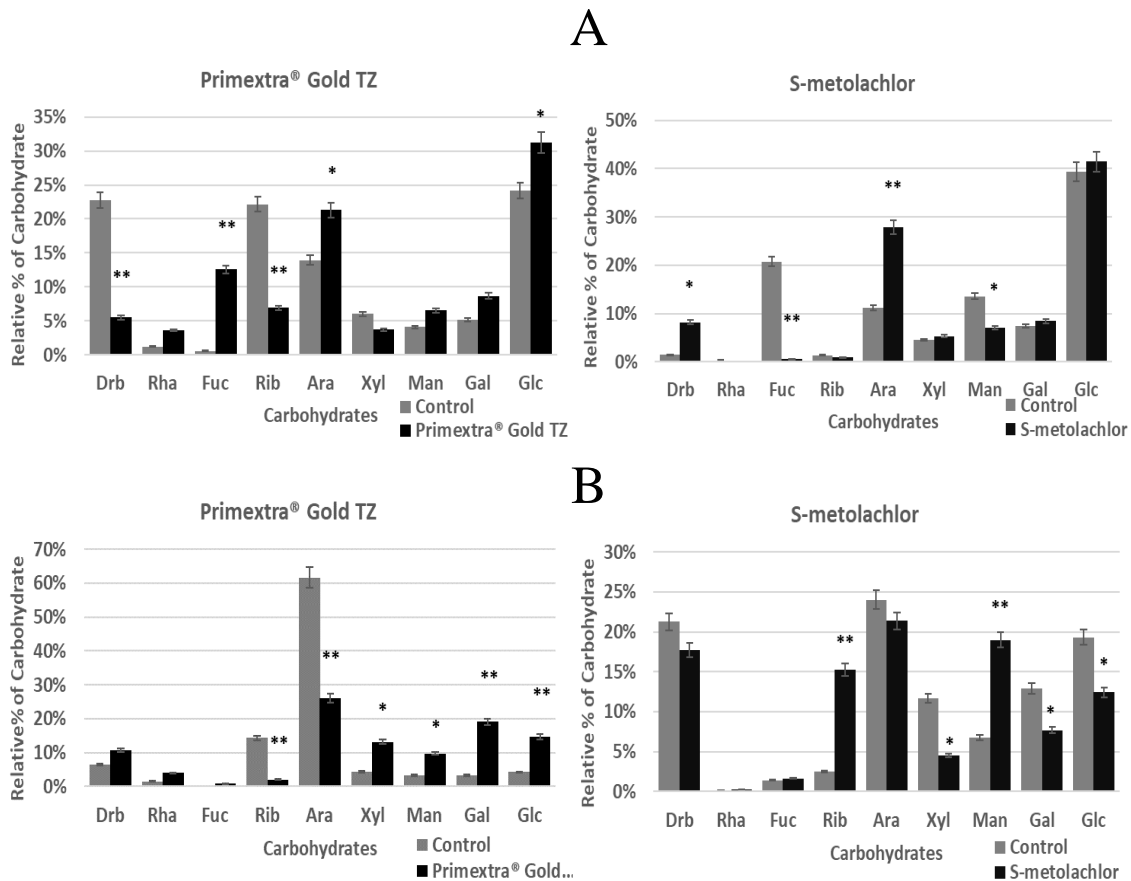 A
Primextra® Gold TZ
Relative % of Carbohydrate
35%
30%
25%
20%
15%
10%
5%
0%
**
**
**
*
*
Drb Rha Fuc Rib Ara Xyl Man Gal Glc
Carbohydrates
Control
Primextra® Gold TZ
S-metolachlor
Relative % of Carbohydrate
50%
40%
30%
20%
10%
0%
*
**
**
*
Drb Rha Fuc Rib Ara Xyl Man Gal Glc
Carbohydrates
Control
S-metolachlor
B
Primextra® Gold TZ
Relative% of Carbohydrate
70%
60%
50%
40%
30%
20%
10%
0%
**
**
*
*
**
**
Drb Rha Fuc Rib Ara Xyl Man Gal Glc
Carbohydrates
Control
Primextra® Gold...
S-metolachlor
Relative % of Carbohydrate
30%
25%
20%
15%
10%
5%
0%
**
*
**
*
*
Drb Rha Fuc Rib Ara Xyl Man Gal Glc
Carbohydrates
Control
S-metolachlor